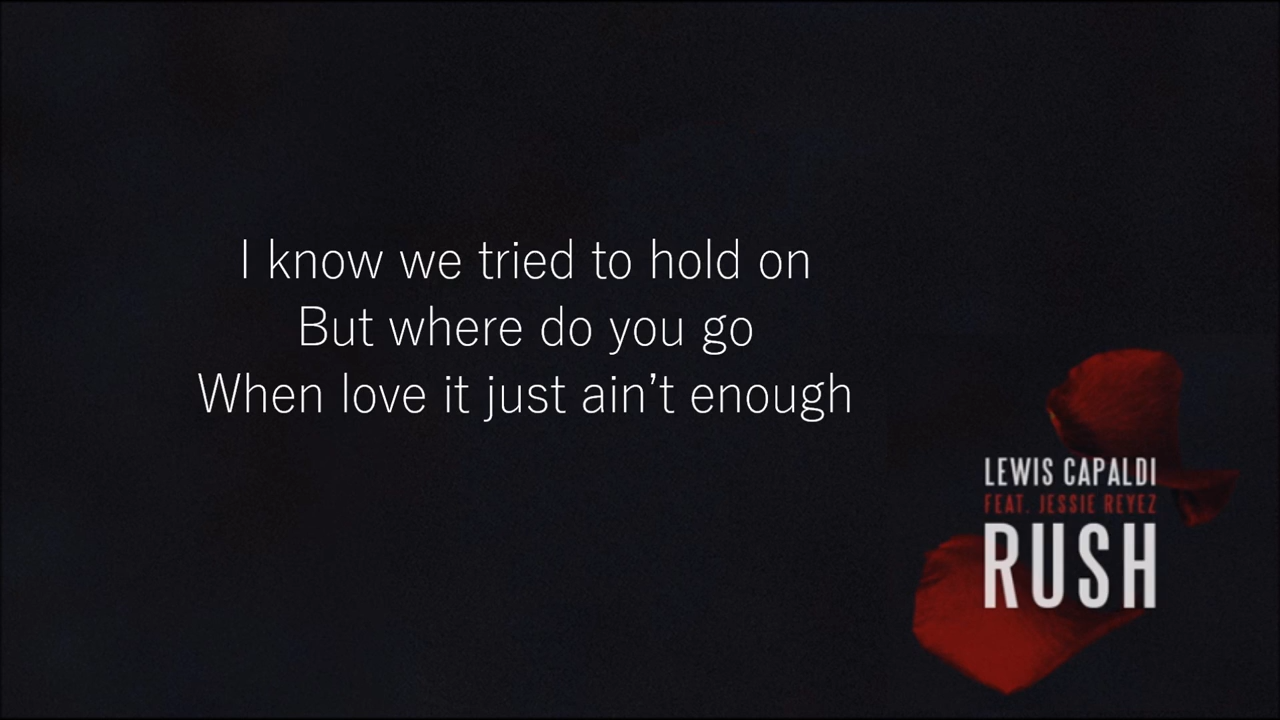 I know we tried to hold on
But where do you go
When love it just ain’t enough
LEWIS CAPALDI
FEAT. JESSIE REYEZ
RUSH